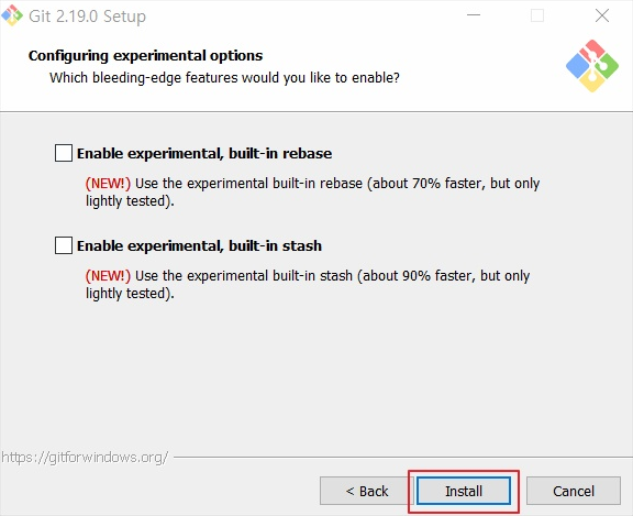 Git 2.19.0 Setup
Configuring experimental options
Which bleeding-edge features would you like to enable?
Enable experimental, built-in rebase
(NEW!) Use the experimental built-in rebase (about 70% faster, but only
lightly tested).
Enable experimental, built-in stash
(NEW!) Use the experimental built-in stash (about 90% faster, but only
lightly tested).
https://gitforwindows.org/
< Back
Install
Cancel